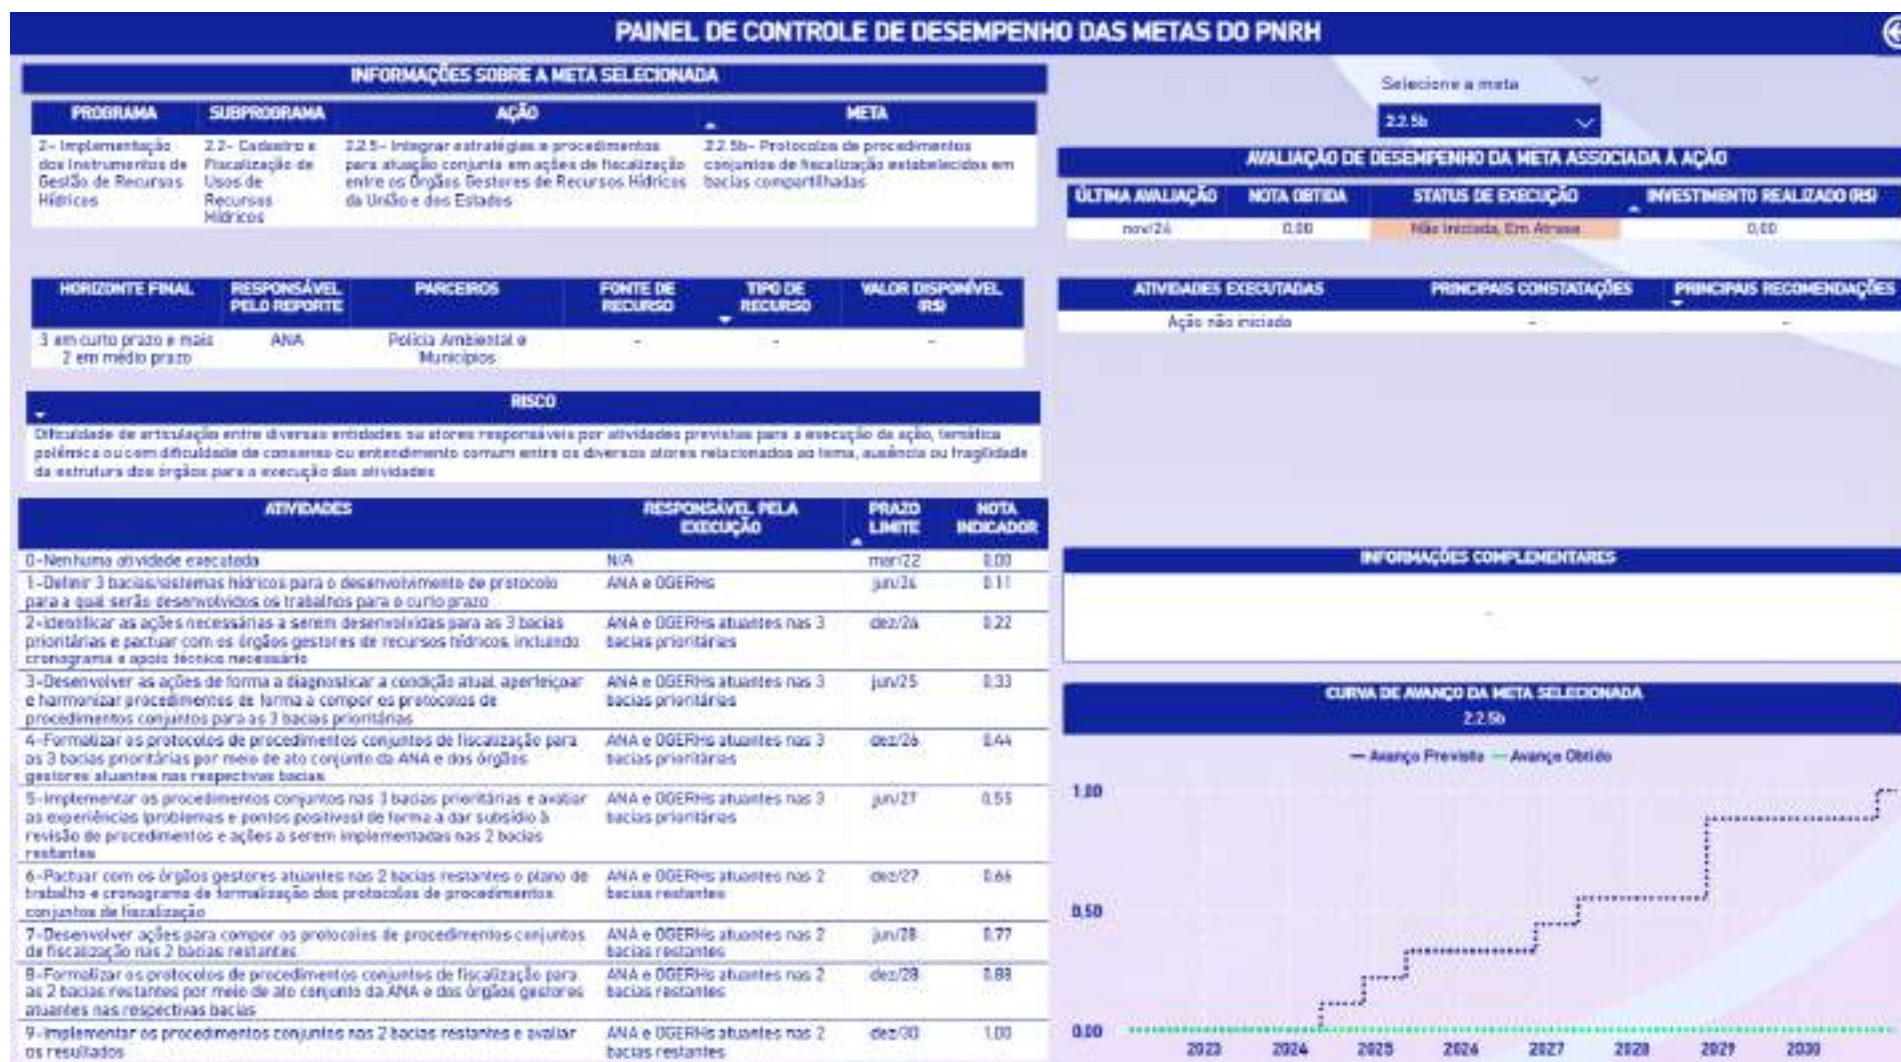 PAINEL DE CONTROLE DE DESEMPENHO DAS METAS DO PNRH
INFORMAÇÕES SOBRE A META SELECIONADA
PROGRAMA
SUBPROGRAMA
AÇÃO
META
2- Implementação
dos Instrumentos de
Gestão de Recursos
Hídricos
2.2- Cadastro e
Fiscalização de
Usos de
Recursos
Hídricos
2.2.5- Integrar estratégias e procedimentos
para atuação conjunta em ações de fiscalização
entre os Órgãos Gestores de Recursos Hídricos
da União e dos Estados
2.2.5b- Protocolos de procedimentos
conjuntos de fiscalização estabelecidos em
bacias compartilhadas
HORIZONTE FINAL
RESPONSÁVEL
PELO REPORTE
PARCEIROS
FONTE DE
RECURSO
TIPO DE
RECURSO
VALOR DISPONÍVEL
(R$)
3 em curto prazo e mais
2 em médio prazo
ANA
Polícia Ambiental e
Municípios
-
-
-
RISCO
Dificuldade de articulação entre diversas entidades ou atores responsáveis por atividades previstas para a execução da ação, temática
polêmica ou com dificuldade de consenso ou entendimento comum entre os diversos atores relacionados ao tema, ausência ou fragilidade
da estrutura dos órgãos para a execução das atividades
ATIVIDADES
RESPONSÁVEL PELA
EXECUÇÃO
PRAZO
LIMITE
NOTA
INDICADOR
0-Nenhuma atividade executada
N/A
mar/22
0,00
1-Definir 3 bacias/sistemas hídricos para o desenvolvimento de protocolo
para a qual serão desenvolvidos os trabalhos para o curto prazo
ANA e OGERHs
jun/24
0,11
2-Identificar as ações necessárias a serem desenvolvidas para as 3 bacias
prioritárias e pactuar com os órgãos gestores de recursos hídricos, incluindo
cronograma e apoio técnico necessário
ANA e OGERHs atuantes nas 3
bacias prioritárias
dez/24
0,22
3-Desenvolver as ações de forma a diagnosticar a condição atual, aperfeiçoar
e harmonizar procedimentos de forma a compor os protocolos de
procedimentos conjuntos para as 3 bacias prioritárias
ANA e OGERHs atuantes nas 3
bacias prioritárias
jun/25
0,33
4-Formalizar os protocolos de procedimentos conjuntos de fiscalização para
as 3 bacias prioritárias por meio de ato conjunto da ANA e dos órgãos
gestores atuantes nas respectivas bacias
ANA e OGERHs atuantes nas 3
bacias prioritárias
dez/26
0,44
5-Implementar os procedimentos conjuntos nas 3 bacias prioritárias e avaliar
as experiências (problemas e pontos positivos) de forma a dar subsídio à
revisão de procedimentos e ações a serem implementadas nas 2 bacias
restantes
ANA e OGERHs atuantes nas 3
bacias prioritárias
jun/27
0,55
6-Pactuar com os órgãos gestores atuantes nas 2 bacias restantes o plano de
trabalho e cronograma de formalização dos protocolos de procedimentos
conjuntos de fiscalização
ANA e OGERHs atuantes nas 2
bacias restantes
dez/27
0,66
7-Desenvolver ações para compor os protocolos de procedimentos conjuntos
de fiscalização nas 2 bacias restantes
ANA e OGERHs atuantes nas 2
bacias restantes
jun/28
0,77
8-Formalizar os protocolos de procedimentos conjuntos de fiscalização para
as 2 bacias restantes por meio de ato conjunto da ANA e dos órgãos gestores
atuantes nas respectivas bacias
ANA e OGERHs atuantes nas 2
bacias restantes
dez/28
0,88
9-Implementar os procedimentos conjuntos nas 2 bacias restantes e avaliar
os resultados
ANA e OGERHs atuantes nas 2
bacias restantes
dez/30
1,00
Selecione a meta
2.2.5b
AVALIAÇÃO DE DESEMPENHO DA META ASSOCIADA À AÇÃO
ÚLTIMA AVALIAÇÃO
NOTA OBTIDA
STATUS DE EXECUÇÃO
INVESTIMENTO REALIZADO (R$)
nov/24
0,00
Não Iniciada, Em Atraso
0,00
ATIVIDADES EXECUTADAS
PRINCIPAIS CONSTATAÇÕES
PRINCIPAIS RECOMENDAÇÕES
Ação não iniciada
-
-
INFORMAÇÕES COMPLEMENTARES
-
CURVA DE AVANÇO DA META SELECIONADA
2.2.5b
Avanço Previsto
Avanço Obtido
1.00
0.50
0.00
2023 2024 2025 2026 2027 2028 2029 2030